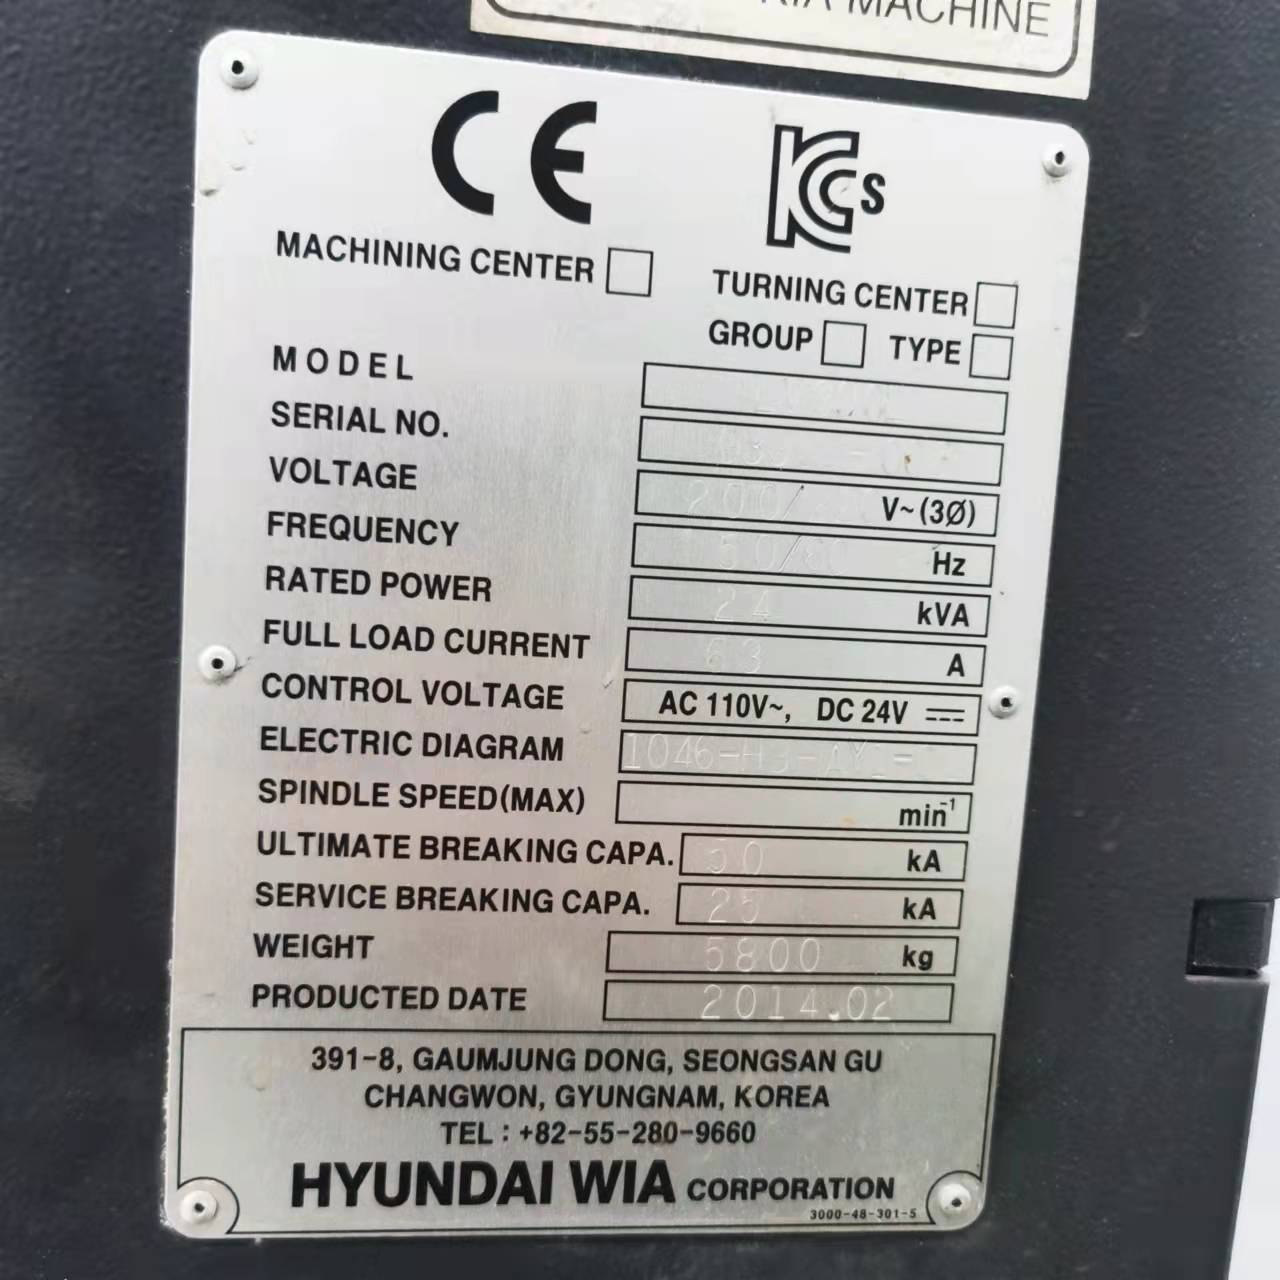 MACHINE
CE
KCs
MACHINING CENTER
TURNING CENTER
GROUP TYPE
MODEL
SERIAL NO.
VOLTAGE 200/ V~(3Ø)
FREQUENCY 50/60 Hz
RATED POWER 24 kVA
FULL LOAD CURRENT 63 A
CONTROL VOLTAGE AC 110V~, DC 24V ⎓
ELECTRIC DIAGRAM
SPINDLE SPEED(MAX) min⁻¹
ULTIMATE BREAKING CAPA. 50 kA
SERVICE BREAKING CAPA. 25 kA
WEIGHT 5800 kg
PRODUCTED DATE 2014.02
391-8, GAUMJUNG DONG, SEONGSAN GU
CHANGWON, GYUNGNAM, KOREA
TEL : +82-55-280-9660
HYUNDAI WIA CORPORATION
3000-48-301-5